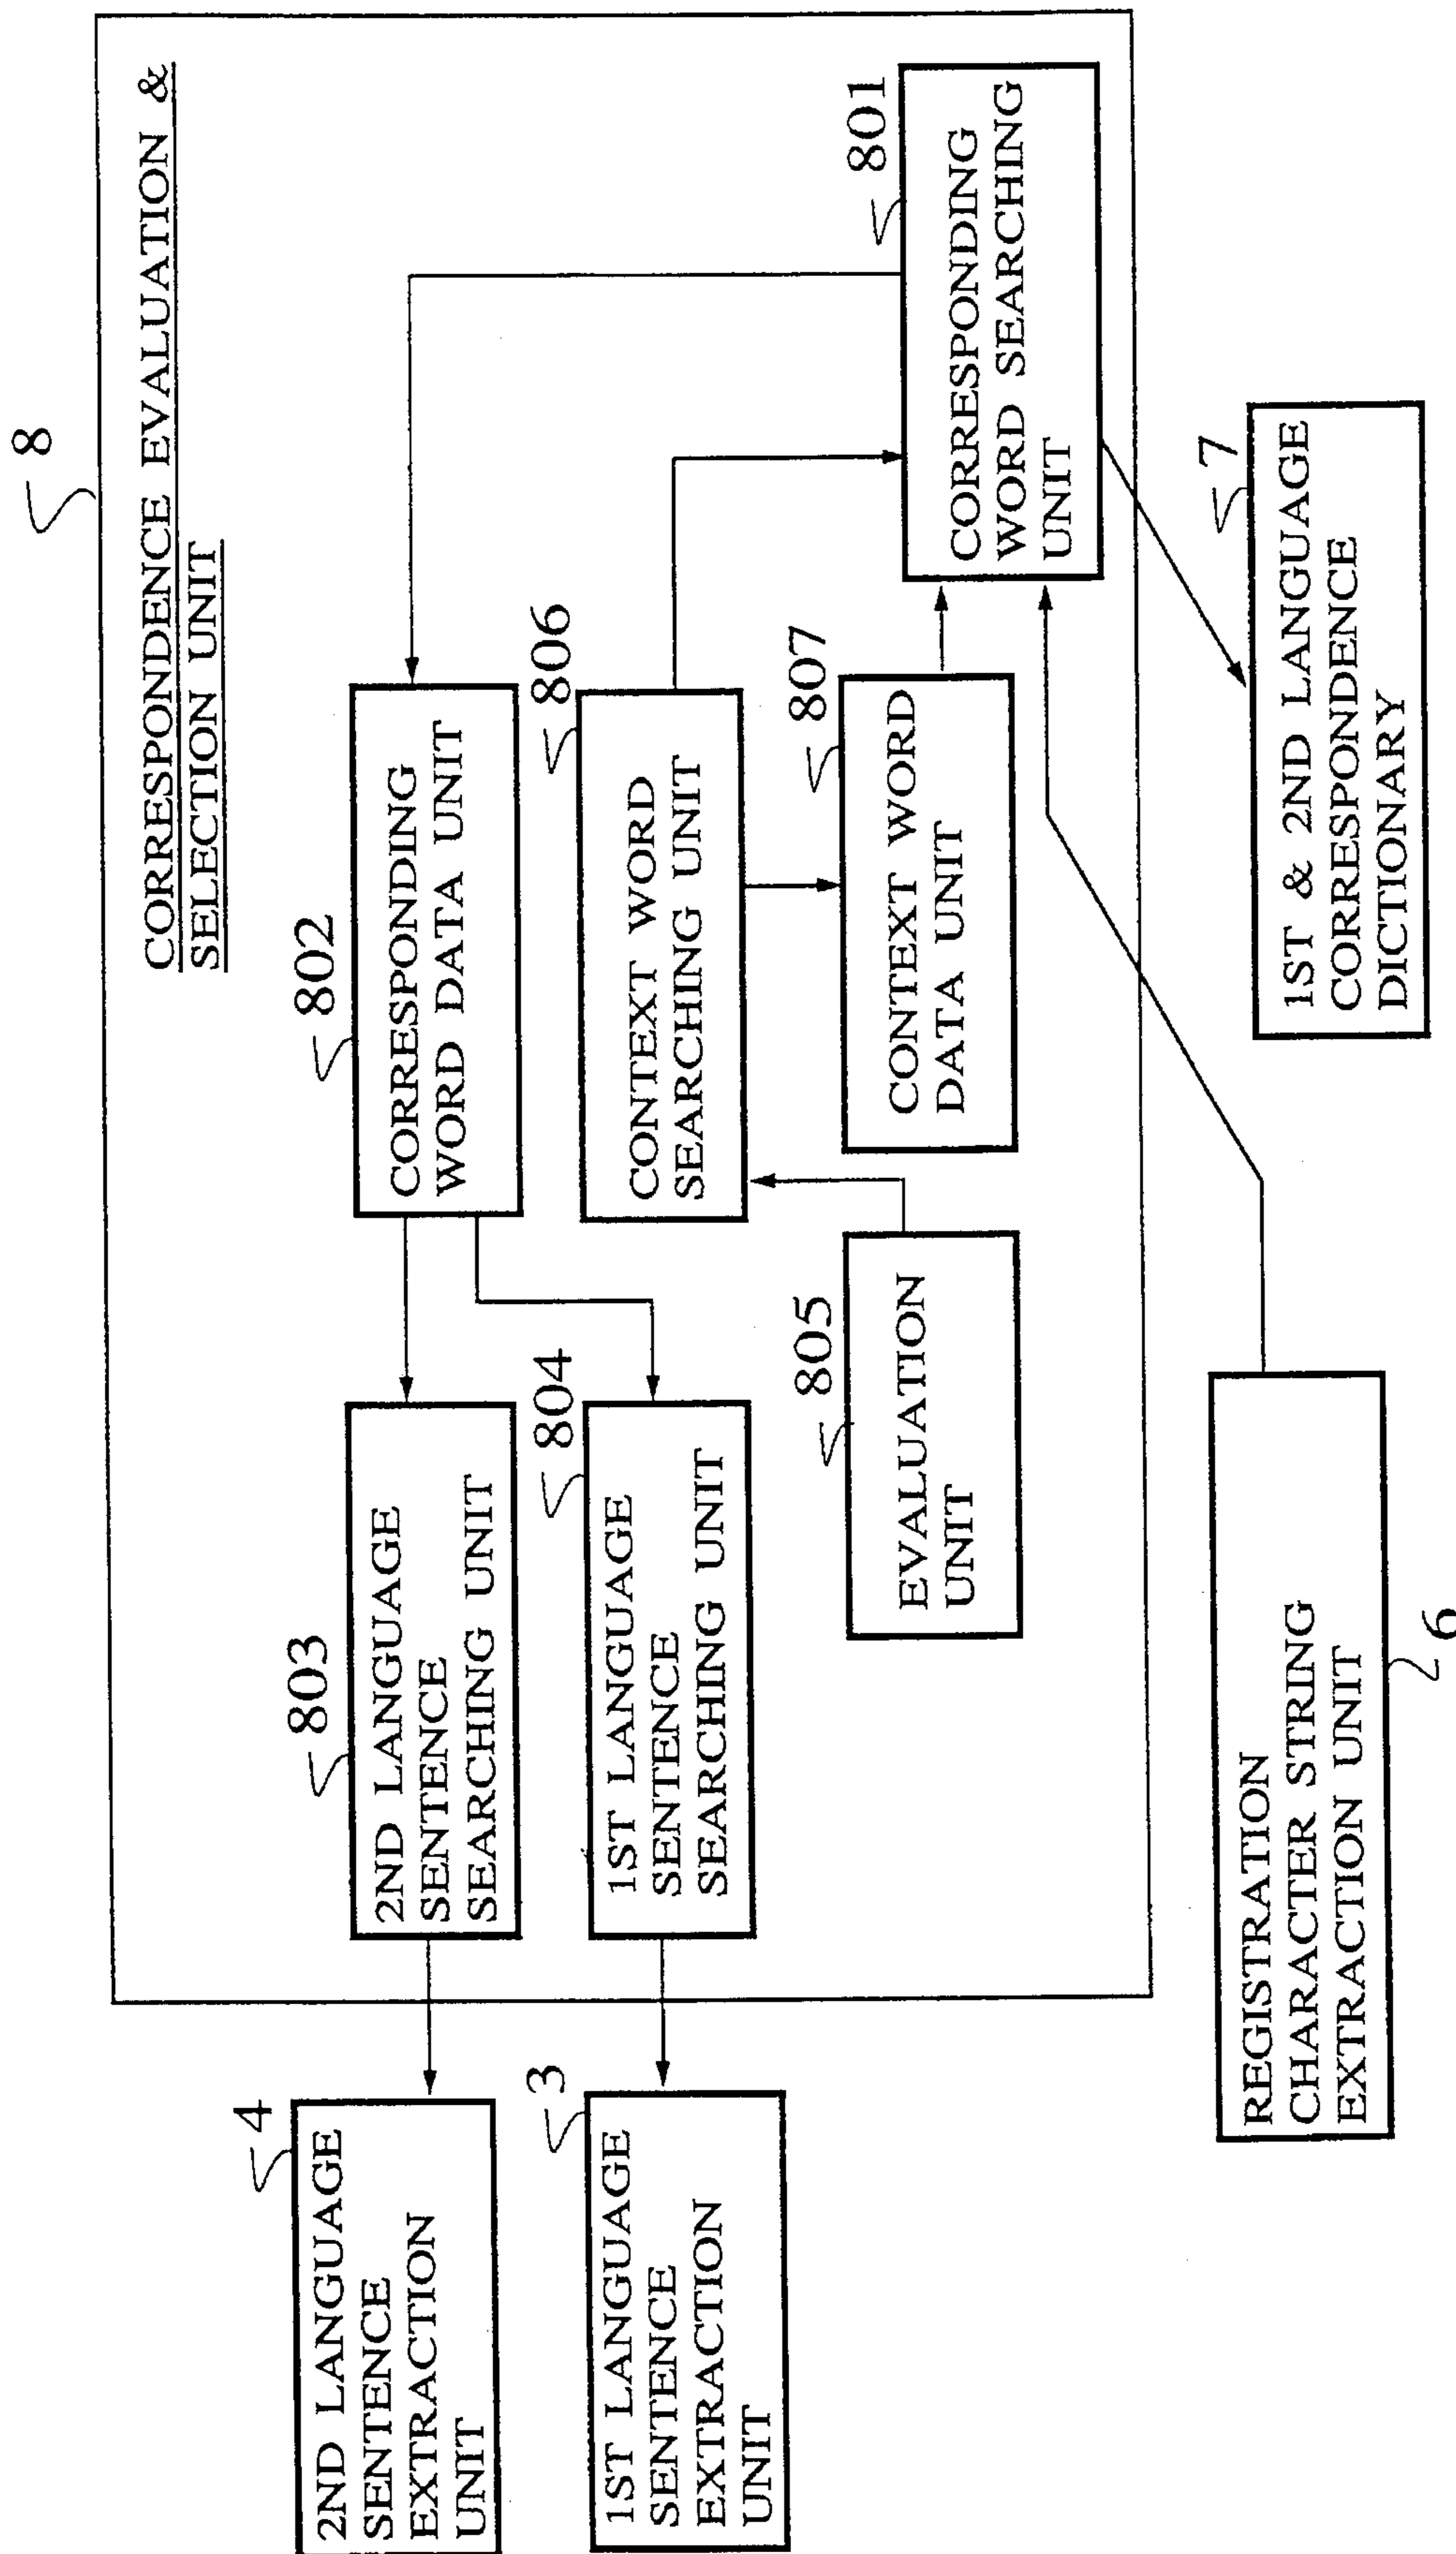 8
CORRESPONDENCE EVALUATION &
SELECTION UNIT
4
2ND LANGUAGE
SENTENCE
EXTRACTION
UNIT
803
2ND LANGUAGE
SENTENCE
SEARCHING UNIT
802
CORRESPONDING
WORD DATA UNIT
3
1ST LANGUAGE
SENTENCE
EXTRACTION
UNIT
804
1ST LANGUAGE
SENTENCE
SEARCHING UNIT
806
CONTEXT WORD
SEARCHING UNIT
805
EVALUATION
UNIT
807
CONTEXT WORD
DATA UNIT
801
CORRESPONDING
WORD SEARCHING
UNIT
REGISTRATION
CHARACTER STRING
EXTRACTION UNIT
6
7
1ST & 2ND LANGUAGE
CORRESPONDENCE
DICTIONARY